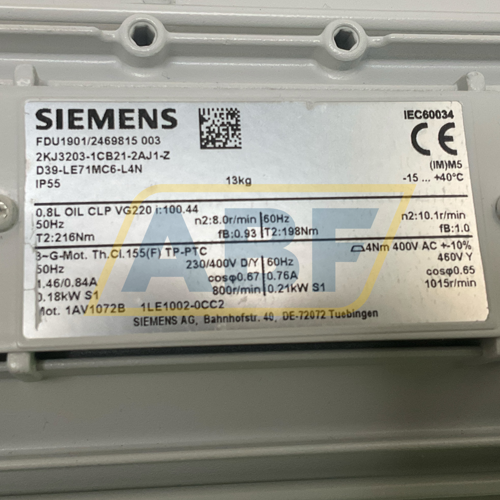 SIEMENS
IEC60034
FDU1901/2469815 003
2KJ3203-1CB21-2AJ1-Z
CE
D39-LE71MC6-L4N
(IM)M5
IP55 13kg -15 ... +40°C
0.8L OIL CLP VG220 i:100.44
50Hz n2:8.0r/min 60Hz n2:10.1r/min
T2:216Nm fB:0.93 T2:198Nm fB:1.0
3-G-Mot. Th.Cl.155(F) TP-PTC 4Nm 400V AC +-10%
50Hz 230/400V D/Y 60Hz 460V Y
1.46/0.84A cosφ0.67 0.76A cosφ0.65
0.18kW S1 800r/min 0.21kW S1 1015r/min
Mot. 1AV1072B 1LE1002-0CC2
SIEMENS AG, Bahnhofstr. 40, DE-72072 Tuebingen
ABF